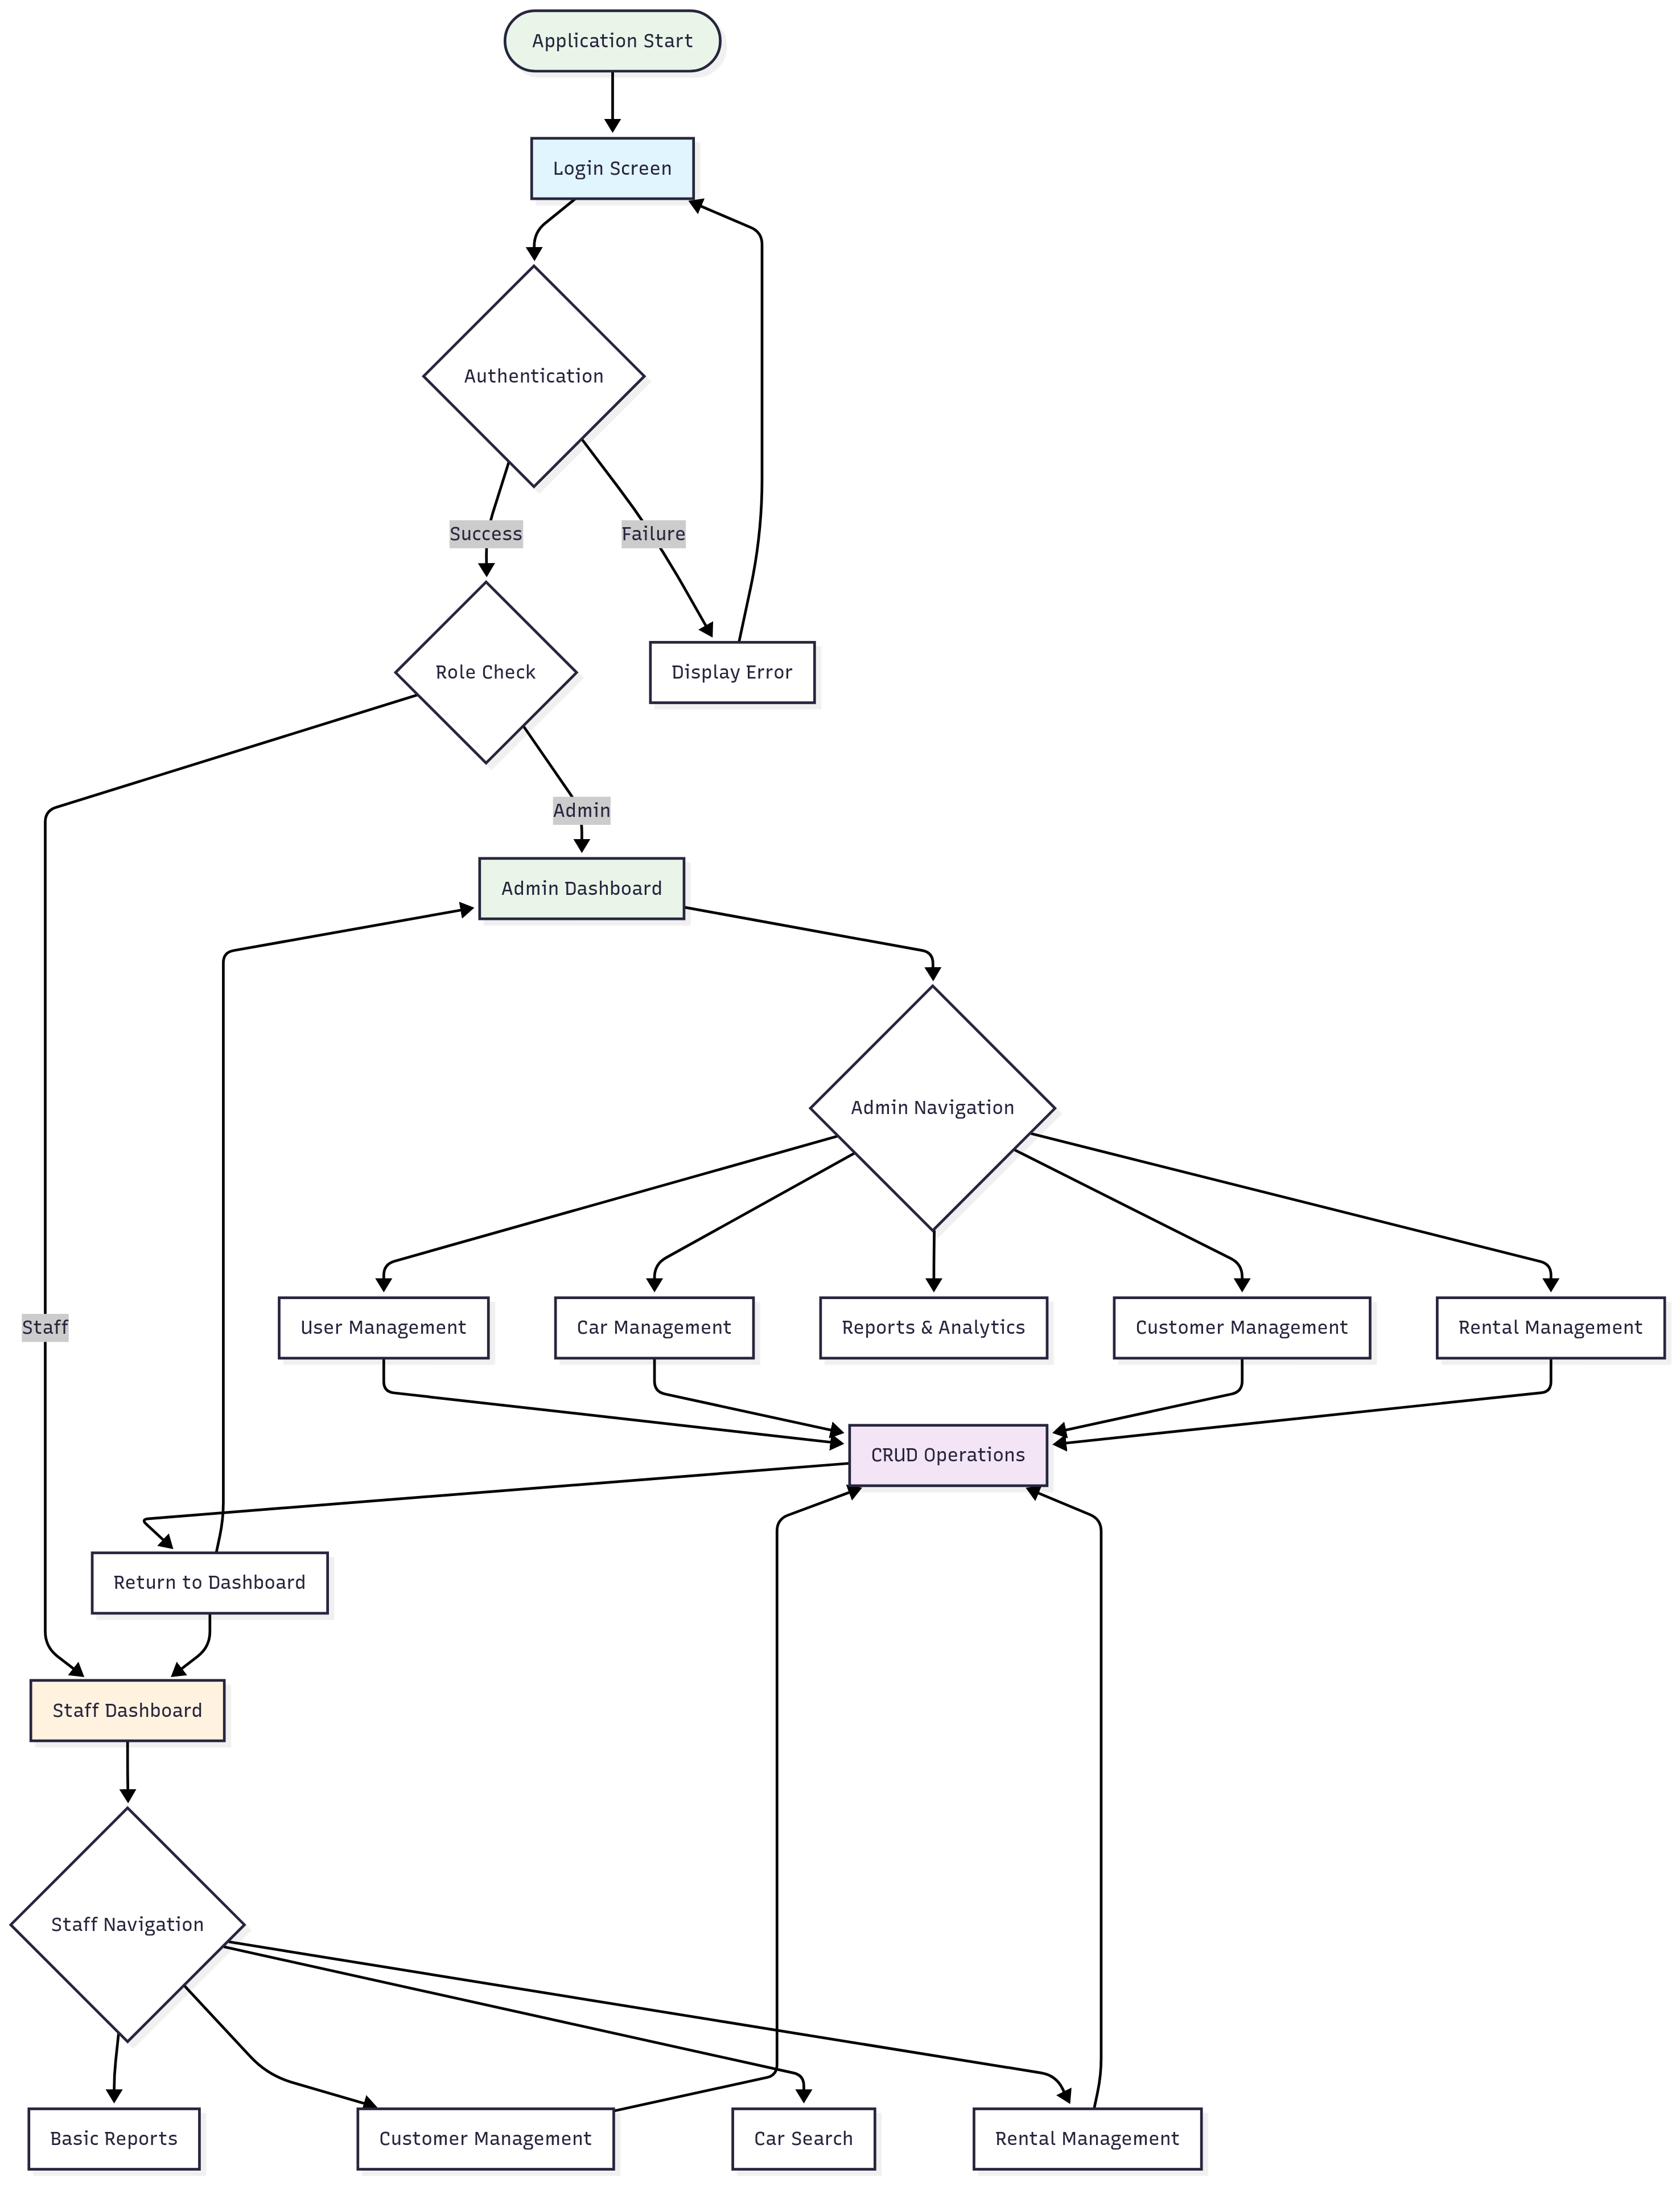 Application Start
Login Screen
Authentication
Success
Failure
Role Check
Display Error
Admin
Admin Dashboard
Admin Navigation
Staff
User Management
Car Management
Reports & Analytics
Customer Management
Rental Management
CRUD Operations
Return to Dashboard
Staff Dashboard
Staff Navigation
Basic Reports
Customer Management
Car Search
Rental Management